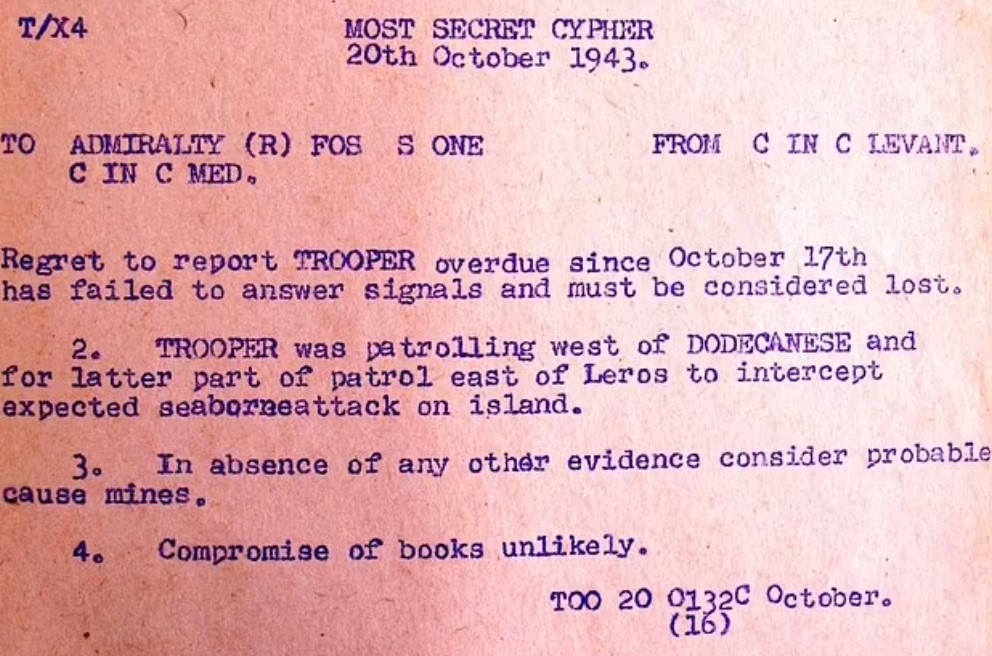 T/X4 MOST SECRET CYPHER
20th October 1943.
TO ADMIRALTY (R) FOS S ONE FROM C IN C LEVANT.
C IN C MED.
Regret to report TROOPER overdue since October 17th
has failed to answer signals and must be considered lost.
2. TROOPER was patrolling west of DODECANESE and
for latter part of patrol east of Leros to intercept
expected seaborneattack on island.
3. In absence of any other evidence consider probable
cause mines.
4. Compromise of books unlikely.
TOO 20 0132C October.
(16)